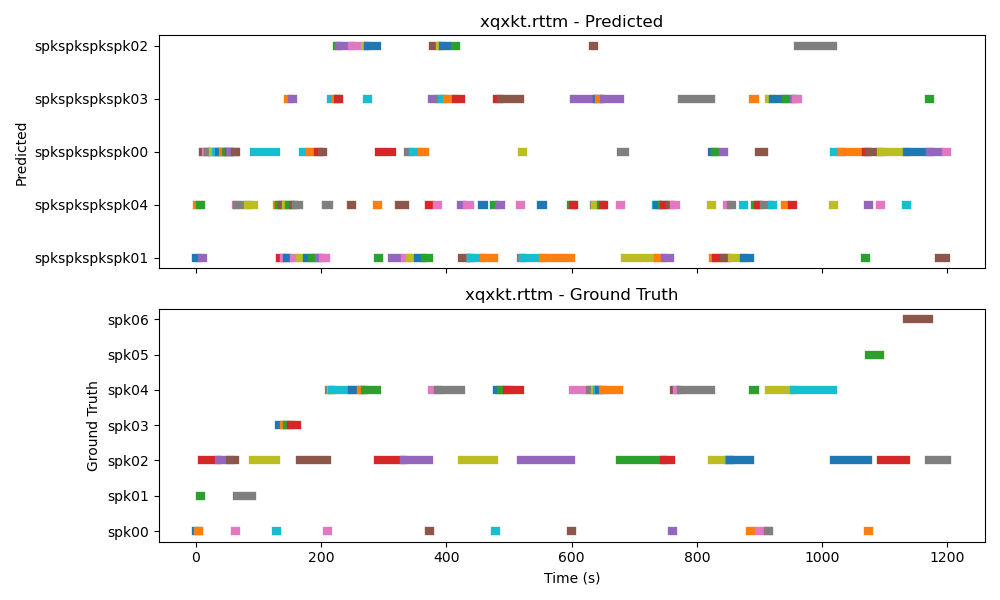 xqxkt.rttm - Predicted
Predicted
spkspkspkspk02
spkspkspkspk03
spkspkspkspk00
spkspkspkspk04
spkspkspkspk01
xqxkt.rttm - Ground Truth
Ground Truth
spk06
spk05
spk04
spk03
spk02
spk01
spk00
0 200 400 600 800 1000 1200
Time (s)